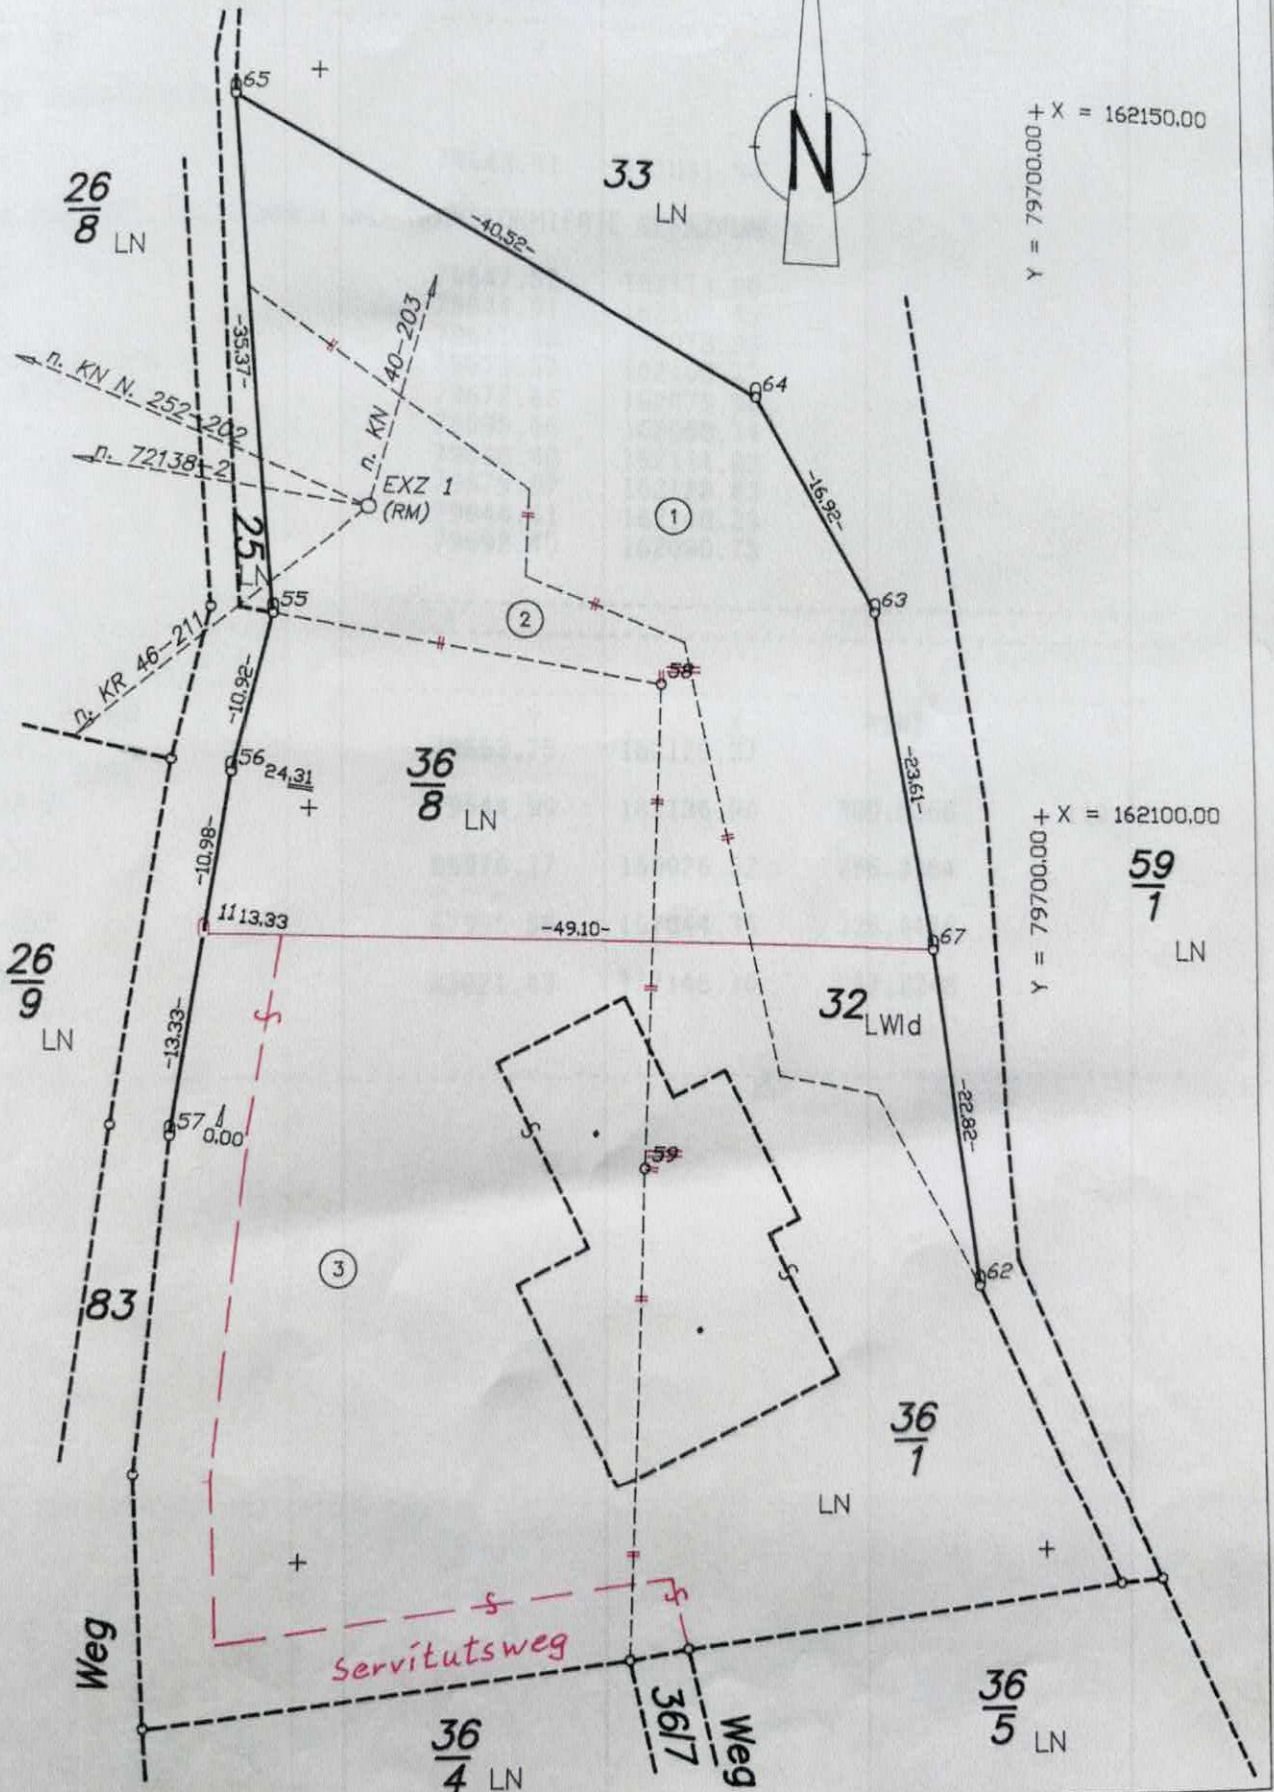 65
X = 162150.00
Y = 79700.00
N
33
LN
26
8 LN
-40.52-
-35.37-
n. KN 40-203
n. KN N. 252-202
n. 72138-2
64
EXZ 1
(RM)
-16.92-
1
25
55
63
2
n. KR 46-211
-10.92-
58
56 24.31
36
8 LN
-23.61-
X = 162100.00
Y = 79700.00
59
1
LN
-10.98-
11 13.33
-49.10-
67
26
9
LN
32 LWld
-13.33-
57 0.00
-22.82-
59
3
62
83
36
1
LN
Weg
Servitutsweg
36/7
Weg
36
4 LN
36
5 LN